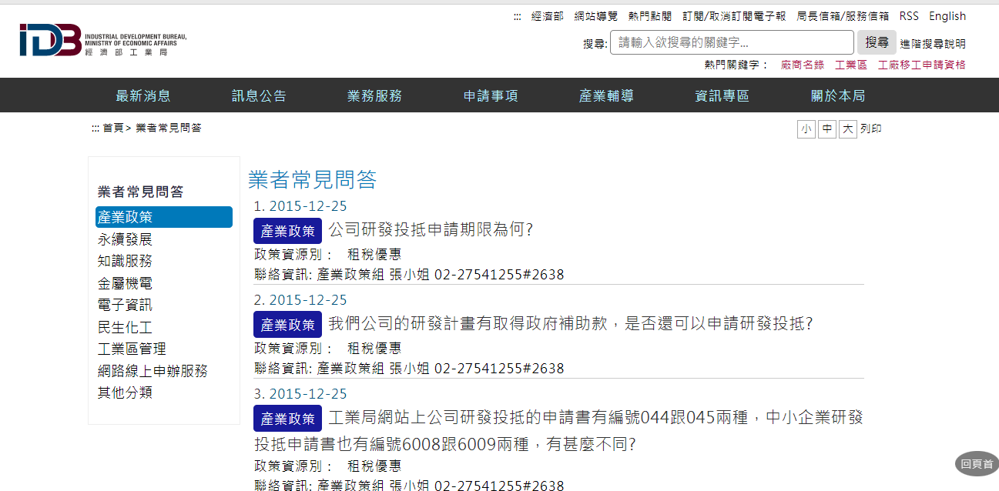 ::: 經濟部 網站導覽 熱門點閱 訂閱/取消訂閱電子報 局長信箱/服務信箱 RSS English
IDB INDUSTRIAL DEVELOPMENT BUREAU,
MINISTRY OF ECONOMIC AFFAIRS
經濟部工業局
搜尋: 請輸入欲搜尋的關鍵字... 搜尋 進階搜尋說明
熱門關鍵字： 廠商名錄 工業區 工廠移工申請資格
最新消息 訊息公告 業務服務 申請事項 產業輔導 資訊專區 關於本局
::: 首頁> 業者常見問答
小 中 大 列印
業者常見問答
產業政策
永續發展
知識服務
金屬機電
電子資訊
民生化工
工業區管理
網路線上申辦服務
其他分類
業者常見問答
1. 2015-12-25
產業政策 公司研發投抵申請期限為何?
政策資源別： 租稅優惠
聯絡資訊: 產業政策組 張小姐 02-27541255#2638
2. 2015-12-25
產業政策 我們公司的研發計畫有取得政府補助款，是否還可以申請研發投抵?
政策資源別： 租稅優惠
聯絡資訊: 產業政策組 張小姐 02-27541255#2638
3. 2015-12-25
產業政策 工業局網站上公司研發投抵的申請書有編號044跟045兩種，中小企業研發
投抵申請書也有編號6008跟6009兩種，有甚麼不同?
政策資源別： 租稅優惠
聯絡資訊: 產業政策組 張小姐 02-27541255#2638
回頁首